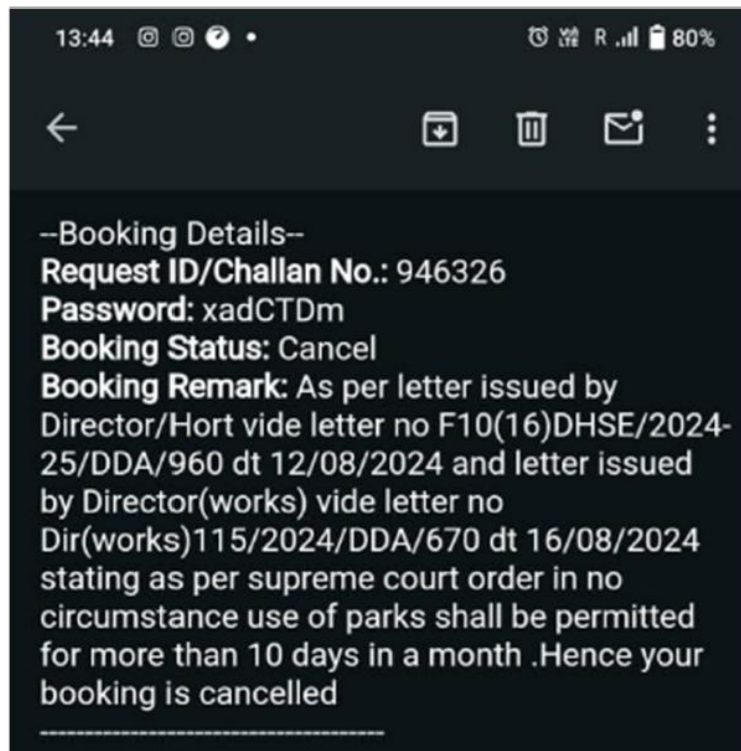 13:44 R 80%
--Booking Details--
Request ID/Challan No.: 946326
Password: xadCTDm
Booking Status: Cancel
Booking Remark: As per letter issued by
Director/Hort vide letter no F10(16)DHSE/2024-
25/DDA/960 dt 12/08/2024 and letter issued
by Director(works) vide letter no
Dir(works)115/2024/DDA/670 dt 16/08/2024
stating as per supreme court order in no
circumstance use of parks shall be permitted
for more than 10 days in a month .Hence your
booking is cancelled
------------------------------------